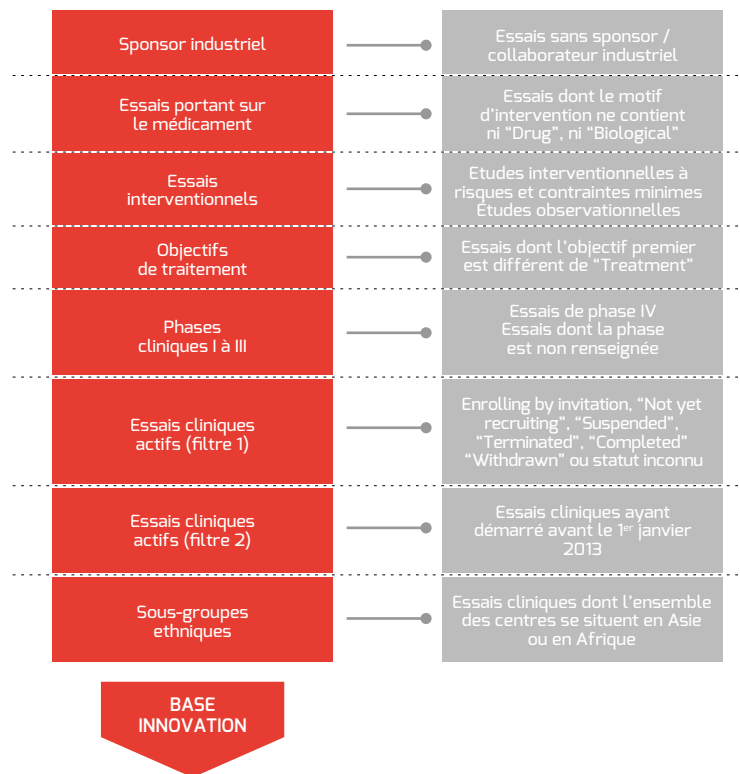 Sponsor industriel
Essais sans sponsor /
collaborateur industriel
Essais portant sur
le médicament
Essais dont le motif
d'intervention ne contient
ni “Drug”, ni “Biological”
Essais
interventionnels
Etudes interventionnelles à
risques et contraintes minimes
Études observationnelles
Objectifs
de traitement
Essais dont l'objectif premier
est différent de “Treatment”
Phases
cliniques I à III
Essais de phase IV
Essais dont la phase
est non renseignée
Essais cliniques
actifs (filtre 1)
Enrolling by invitation, “Not yet
recruiting”, “Suspended”,
“Terminated”, “Completed”
“Withdrawn” ou statut inconnu
Essais cliniques
actifs (filtre 2)
Essais cliniques ayant
démarré avant le 1er janvier
2013
Sous-groupes
ethniques
Essais cliniques dont l'ensemble
des centres se situent en Asie
ou en Afrique
BASE
INNOVATION